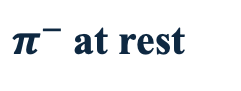 π⁻ at rest